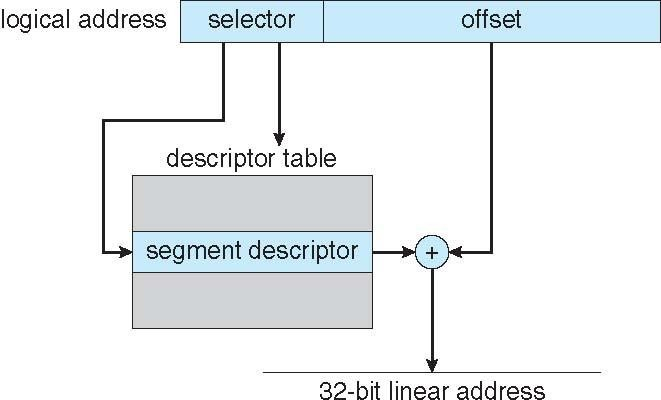 logical address selector offset
descriptor table
segment descriptor +
32-bit linear address